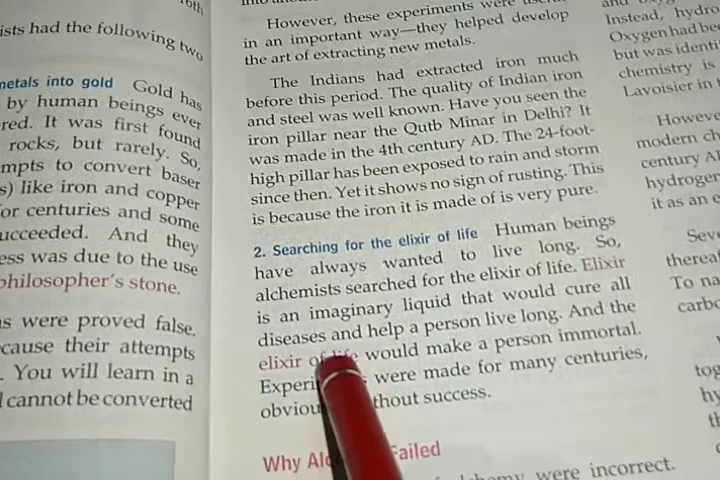 ists had the following two
metals into gold Gold has
by human beings ever
red. It was first found
rocks, but rarely. So,
mpts to convert baser
s) like iron and copper
or centuries and some
ucceeded. And they
ess was due to the use
philosopher's stone.
s were proved false.
cause their attempts
. You will learn in a
cannot be converted
However, these experiments were
in an important way—they helped develop
the art of extracting new metals.
The Indians had extracted iron much
before this period. The quality of Indian iron
and steel was well known. Have you seen the
iron pillar near the Qutb Minar in Delhi? It
was made in the 4th century AD. The 24-foot-
high pillar has been exposed to rain and storm
since then. Yet it shows no sign of rusting. This
is because the iron it is made of is very pure.
2. Searching for the elixir of life Human beings
have always wanted to live long. So,
alchemists searched for the elixir of life. Elixir
is an imaginary liquid that would cure all
diseases and help a person live long. And the
elixir of life would make a person immortal.
Experi were made for many centuries,
obviou thout success.
Why Al Failed
were incorrect.
Instead, hydro
Oxygen had bee
but was identi
chemistry is
Lavoisier in
Howeve
modern ch
century A
hydrogen
it as an e
Sev
thereaf
To na
carbo
tog
hy